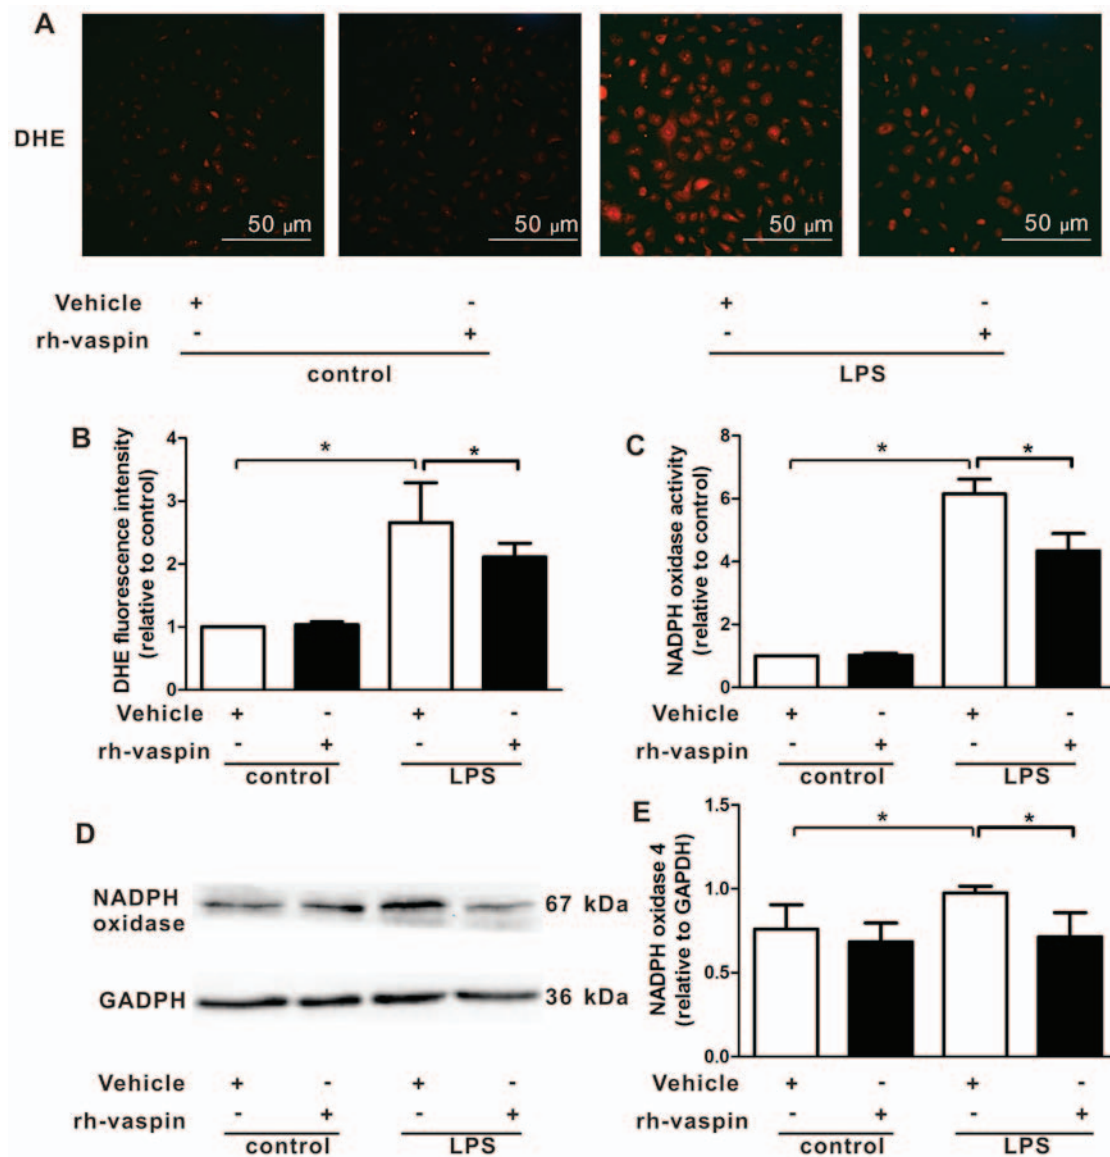 A
DHE
50 µm 50 µm 50 µm 50 µm
Vehicle + - + -
rh-vaspin - + - +
control LPS
B
DHE fluorescence intensity
(relative to control)
4
3
2
1
0
* *
Vehicle + - + -
rh-vaspin - + - +
control LPS
C
NADPH oxidase activity
(relative to control)
8
6
4
2
0
* *
Vehicle + - + -
rh-vaspin - + - +
control LPS
D
NADPH
oxidase
67 kDa
GADPH
36 kDa
Vehicle + - + -
rh-vaspin - + - +
control LPS
E
NADPH oxidase 4
(relative to GAPDH)
1.5
1.0
0.5
0.0
* *
Vehicle + - + -
rh-vaspin - + - +
control LPS